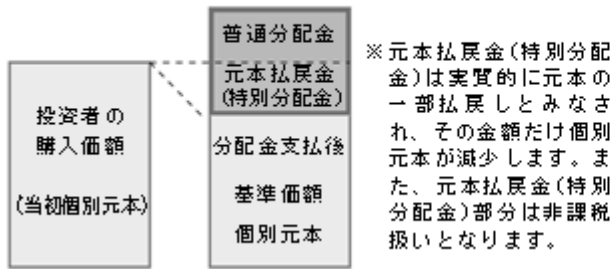 投資者の
購入価額
(当初個別元本)
普通分配金
元本払戻金
(特別分配金)
分配金支払後
基準価額
個別元本
※元本払戻金(特別分配
金)は実質的に元本の
一部払戻しとみなさ
れ、その金額だけ個別
元本が減少します。ま
た、元本払戻金(特別
分配金)部分は非課税
扱いとなります。